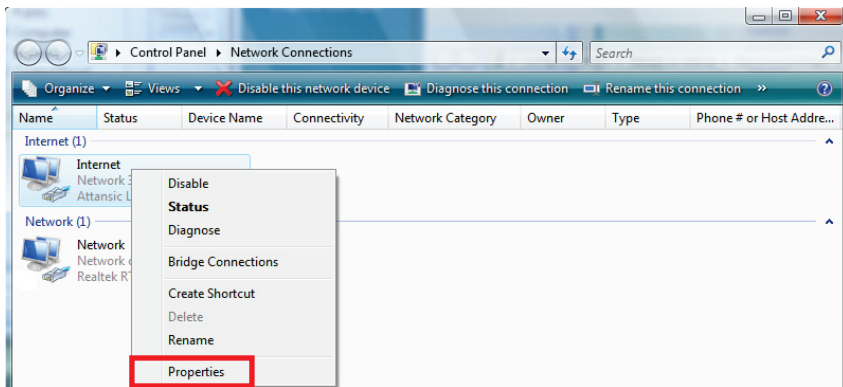 Control Panel Network Connections Search
Organize Views Disable this network device Diagnose this connection Rename this connection » ?
Name Status Device Name Connectivity Network Category Owner Type Phone # or Host Addre...
Internet (1)
Internet
Network 3
Attansic L
Disable
Status
Diagnose
Bridge Connections
Create Shortcut
Delete
Rename
Properties
Network (1)
Network
Network
Realtek RT